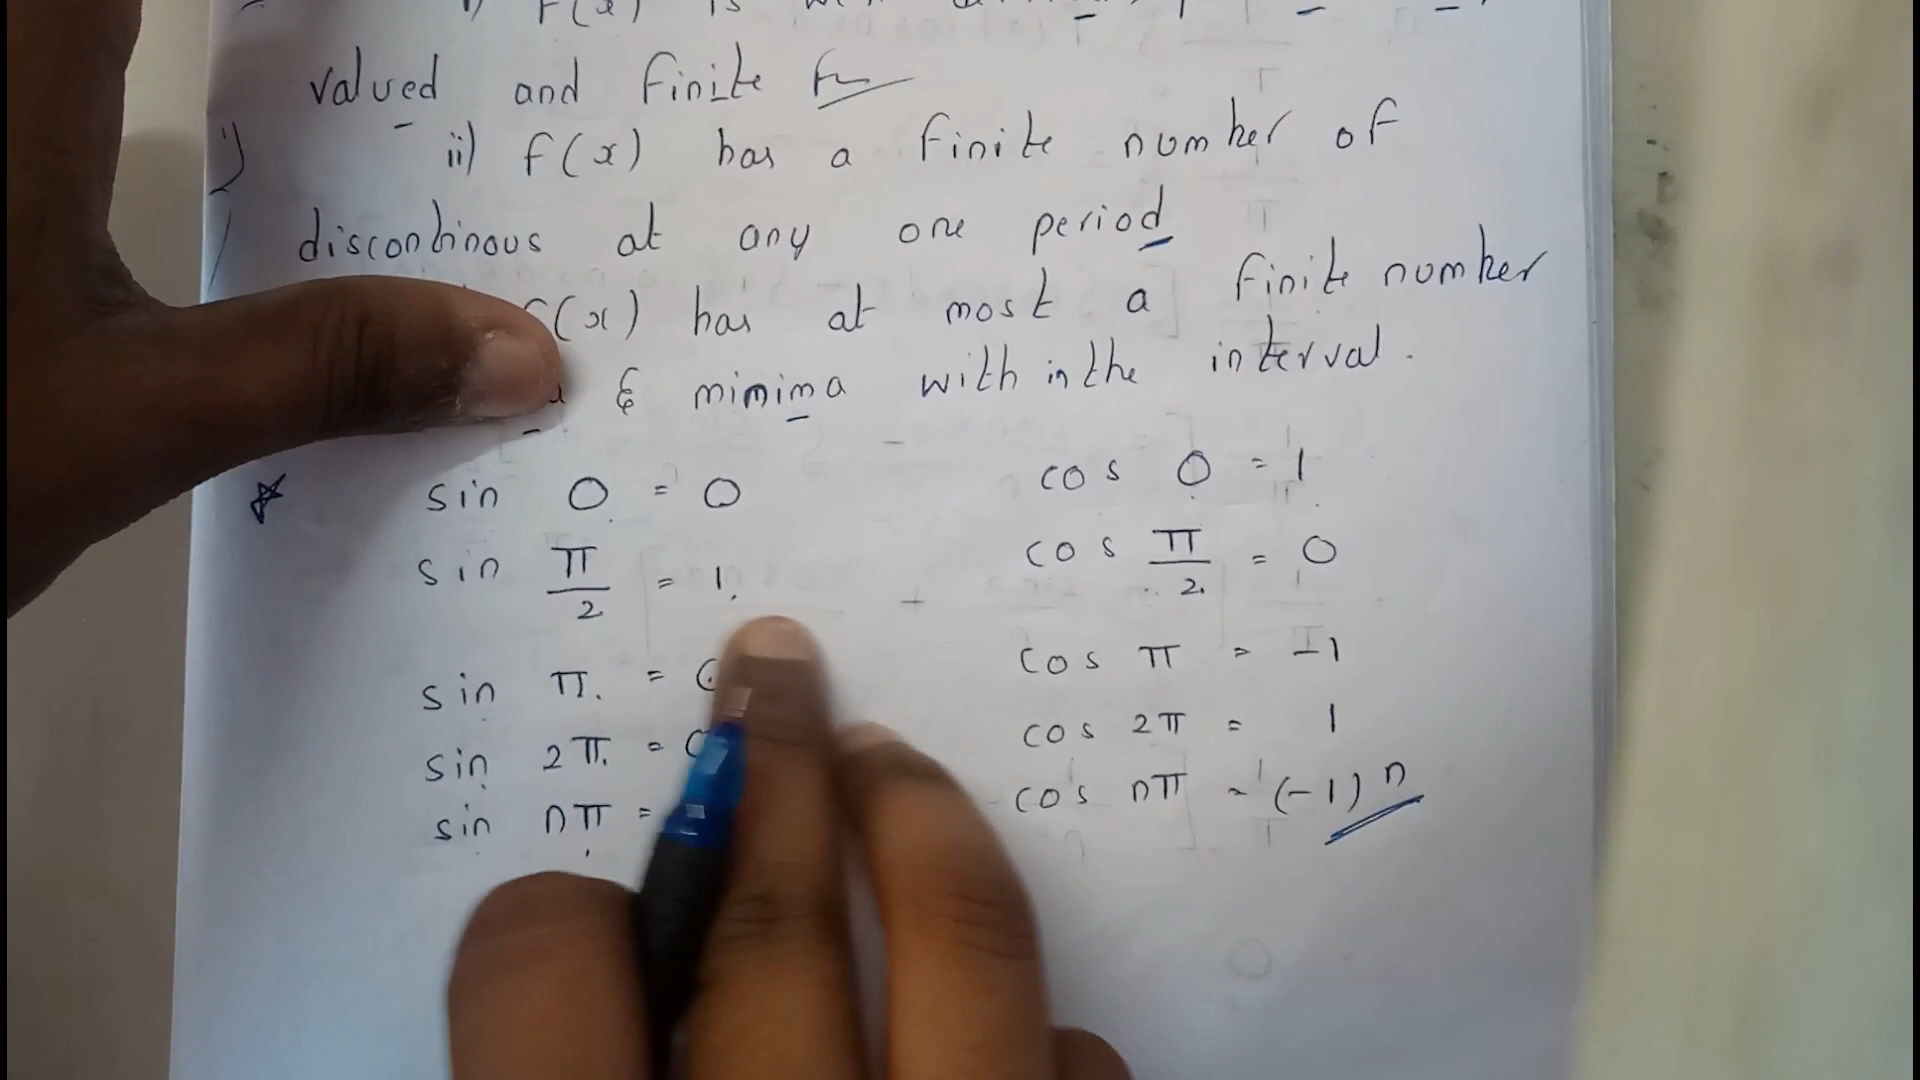 F(x) is
valued and finite
ii) F(x) has a finite number of
discontinous at any one period
F(x) has at most a finite number
& minima with in the interval.
sin 0 = 0
cos 0 = 1
sin π/2 = 1
cos π/2 = 0
sin π =
cos π = -1
sin 2π =
cos 2π = 1
sin nπ =
cos nπ = (-1)^n